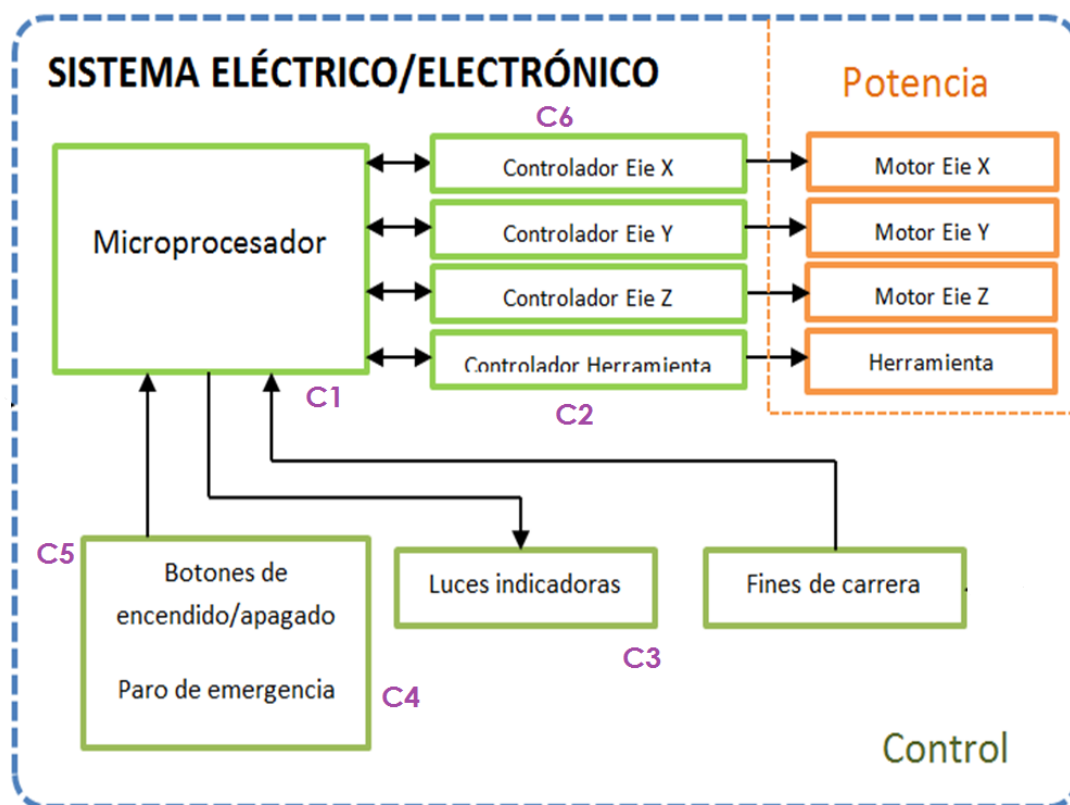 SISTEMA ELÉCTRICO/ELECTRÓNICO
Potencia
C6
Microprocesador
Controlador Eie X
Motor Eie X
Controlador Eie Y
Motor Eie Y
Controlador Eie Z
Motor Eie Z
Controlador Herramienta
Herramienta
C1
C2
C5
Botones de
encendido/apagado
Paro de emergencia
C4
Luces indicadoras
C3
Fines de carrera
Control